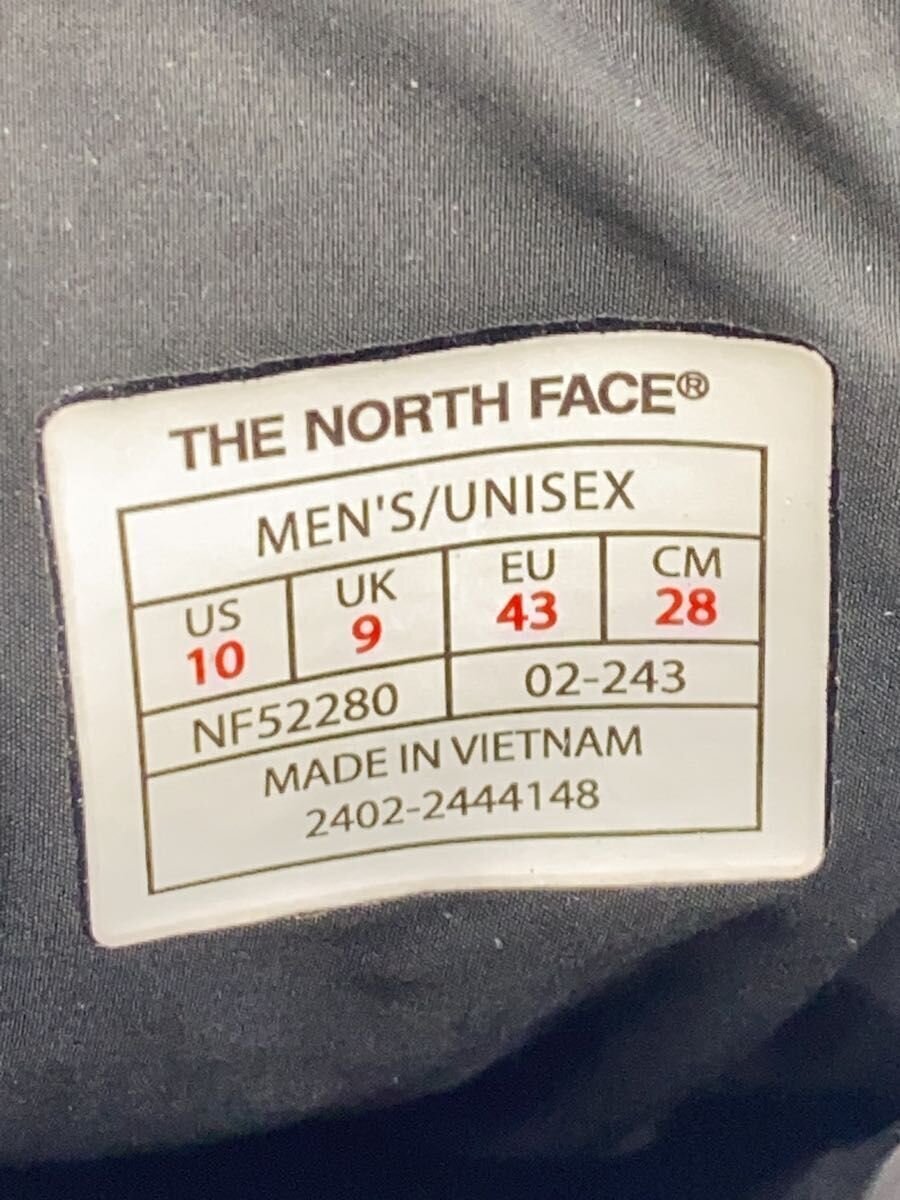 THE NORTH FACE®
MEN'S/UNISEX
US UK EU CM
10 9 43 28
NF52280 02-243
MADE IN VIETNAM
2402-2444148